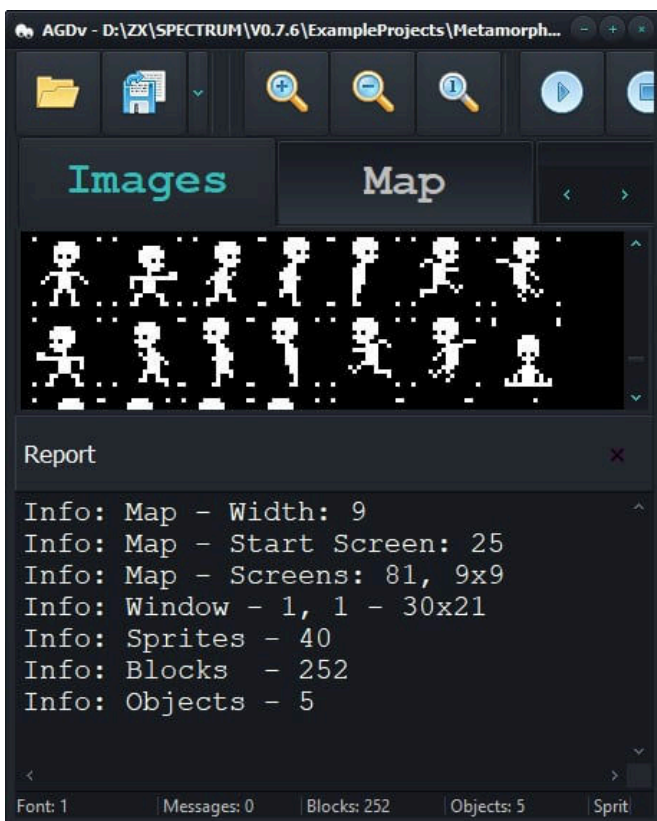 AGDv - D:\ZX\SPECTRUM\V0.7.6\ExampleProjects\Metamorph...
Images
Map
Report
Info: Map - Width: 9
Info: Map - Start Screen: 25
Info: Map - Screens: 81, 9x9
Info: Window - 1, 1 - 30x21
Info: Sprites - 40
Info: Blocks  - 252
Info: Objects - 5
Font: 1 Messages: 0 Blocks: 252 Objects: 5 Sprit